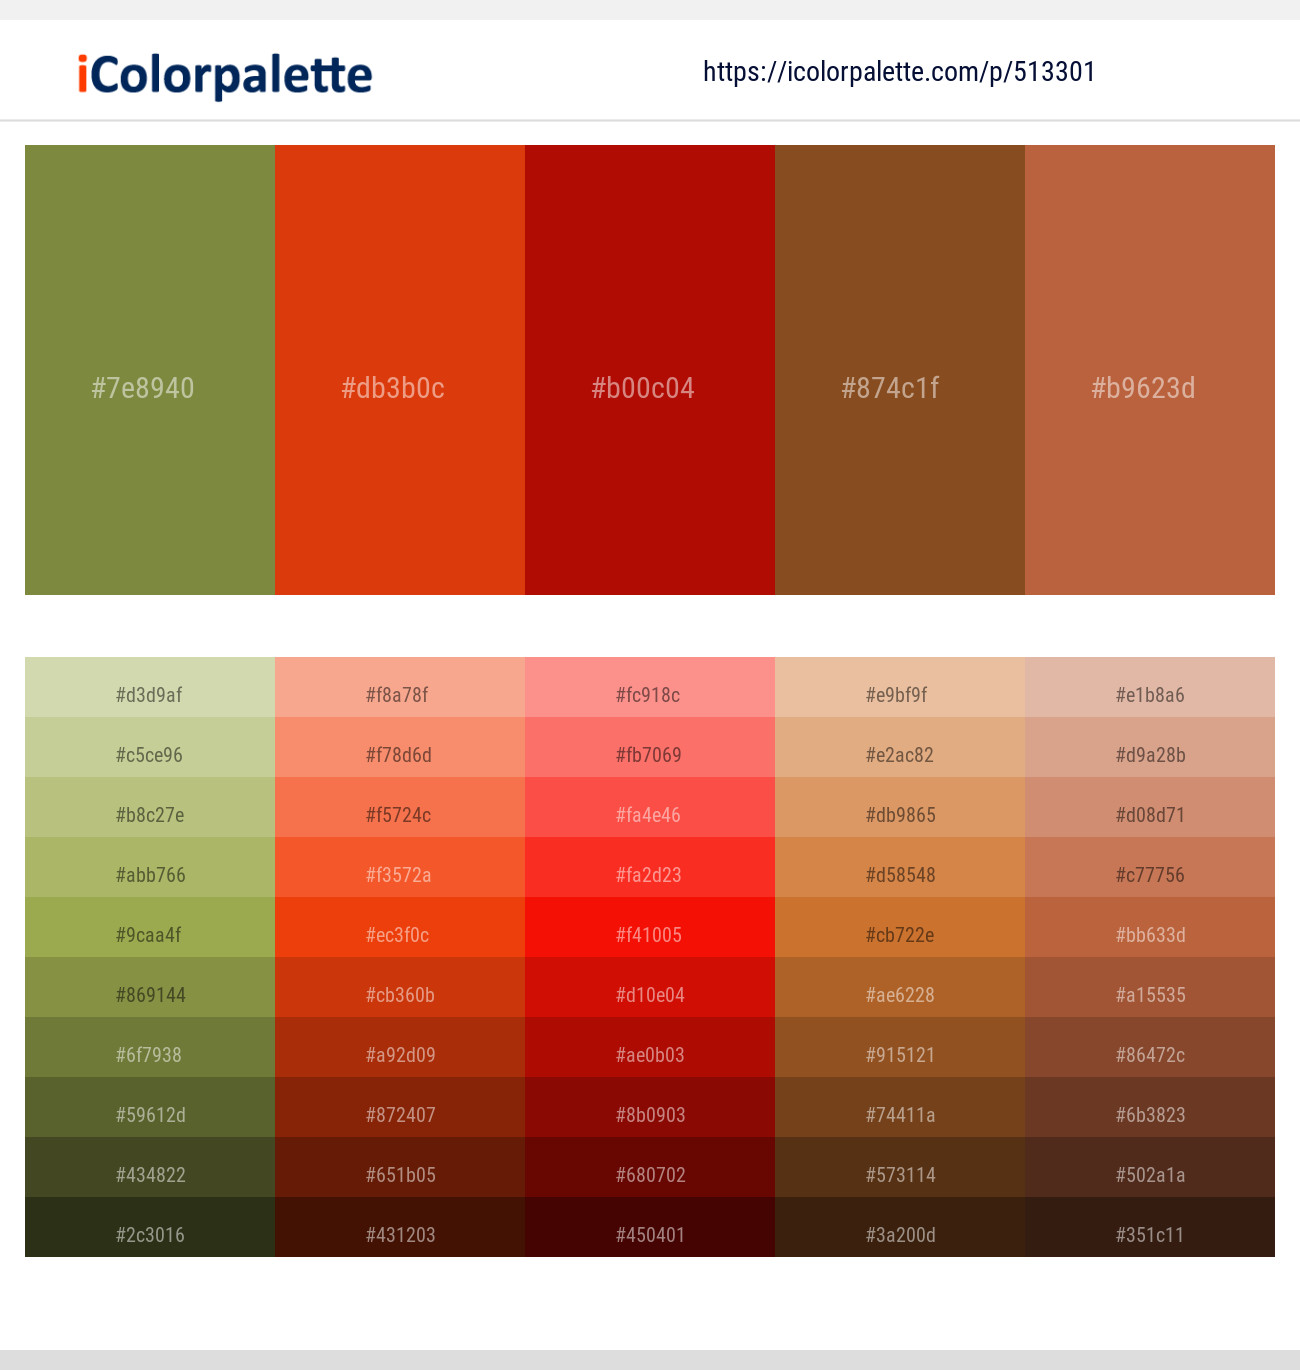 iColorpalette
https://icolorpalette.com/p/513301
#7e8940 #db3b0c #b00c04 #874c1f #b9623d
#d3d9af #f8a78f #fc918c #e9bf9f #e1b8a6
#c5ce96 #f78d6d #fb7069 #e2ac82 #d9a28b
#b8c27e #f5724c #fa4e46 #db9865 #d08d71
#abb766 #f3572a #fa2d23 #d58548 #c77756
#9caa4f #ec3f0c #f41005 #cb722e #bb633d
#869144 #cb360b #d10e04 #ae6228 #a15535
#6f7938 #a92d09 #ae0b03 #915121 #86472c
#59612d #872407 #8b0903 #74411a #6b3823
#434822 #651b05 #680702 #573114 #502a1a
#2c3016 #431203 #450401 #3a200d #351c11